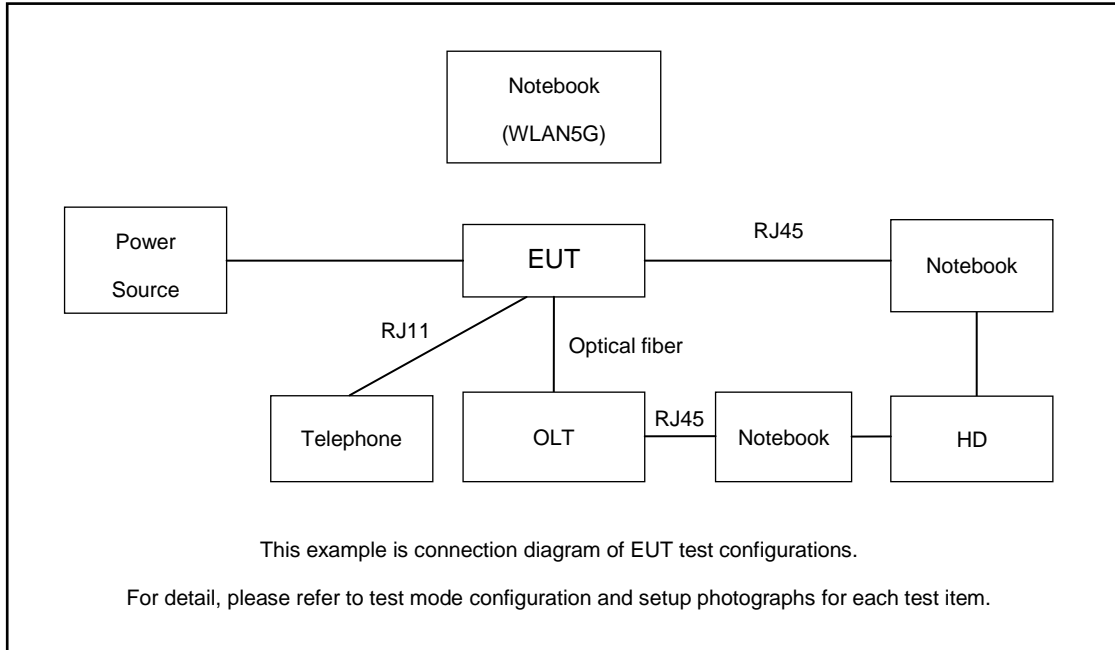 Notebook
(WLAN5G)
Power
Source
EUT
RJ45
Notebook
RJ11
Optical fiber
Telephone
OLT
RJ45
Notebook
HD
This example is connection diagram of EUT test configurations.
For detail, please refer to test mode configuration and setup photographs for each test item.